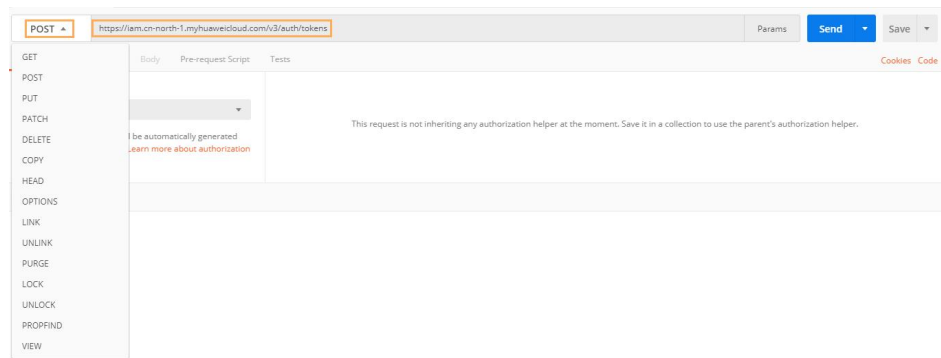 POST https://iam.cn-north-1.myhuaweicloud.com/v3/auth/tokens Params Send Save
GET Body Pre-request Script Tests Cookies Code
POST
PUT
PATCH
This request is not inheriting any authorization helper at the moment. Save it in a collection to use the parent's authorization helper.
DELETE l be automatically generated
Learn more about authorization
COPY
HEAD
OPTIONS
LINK
UNLINK
PURGE
LOCK
UNLOCK
PROPFIND
VIEW